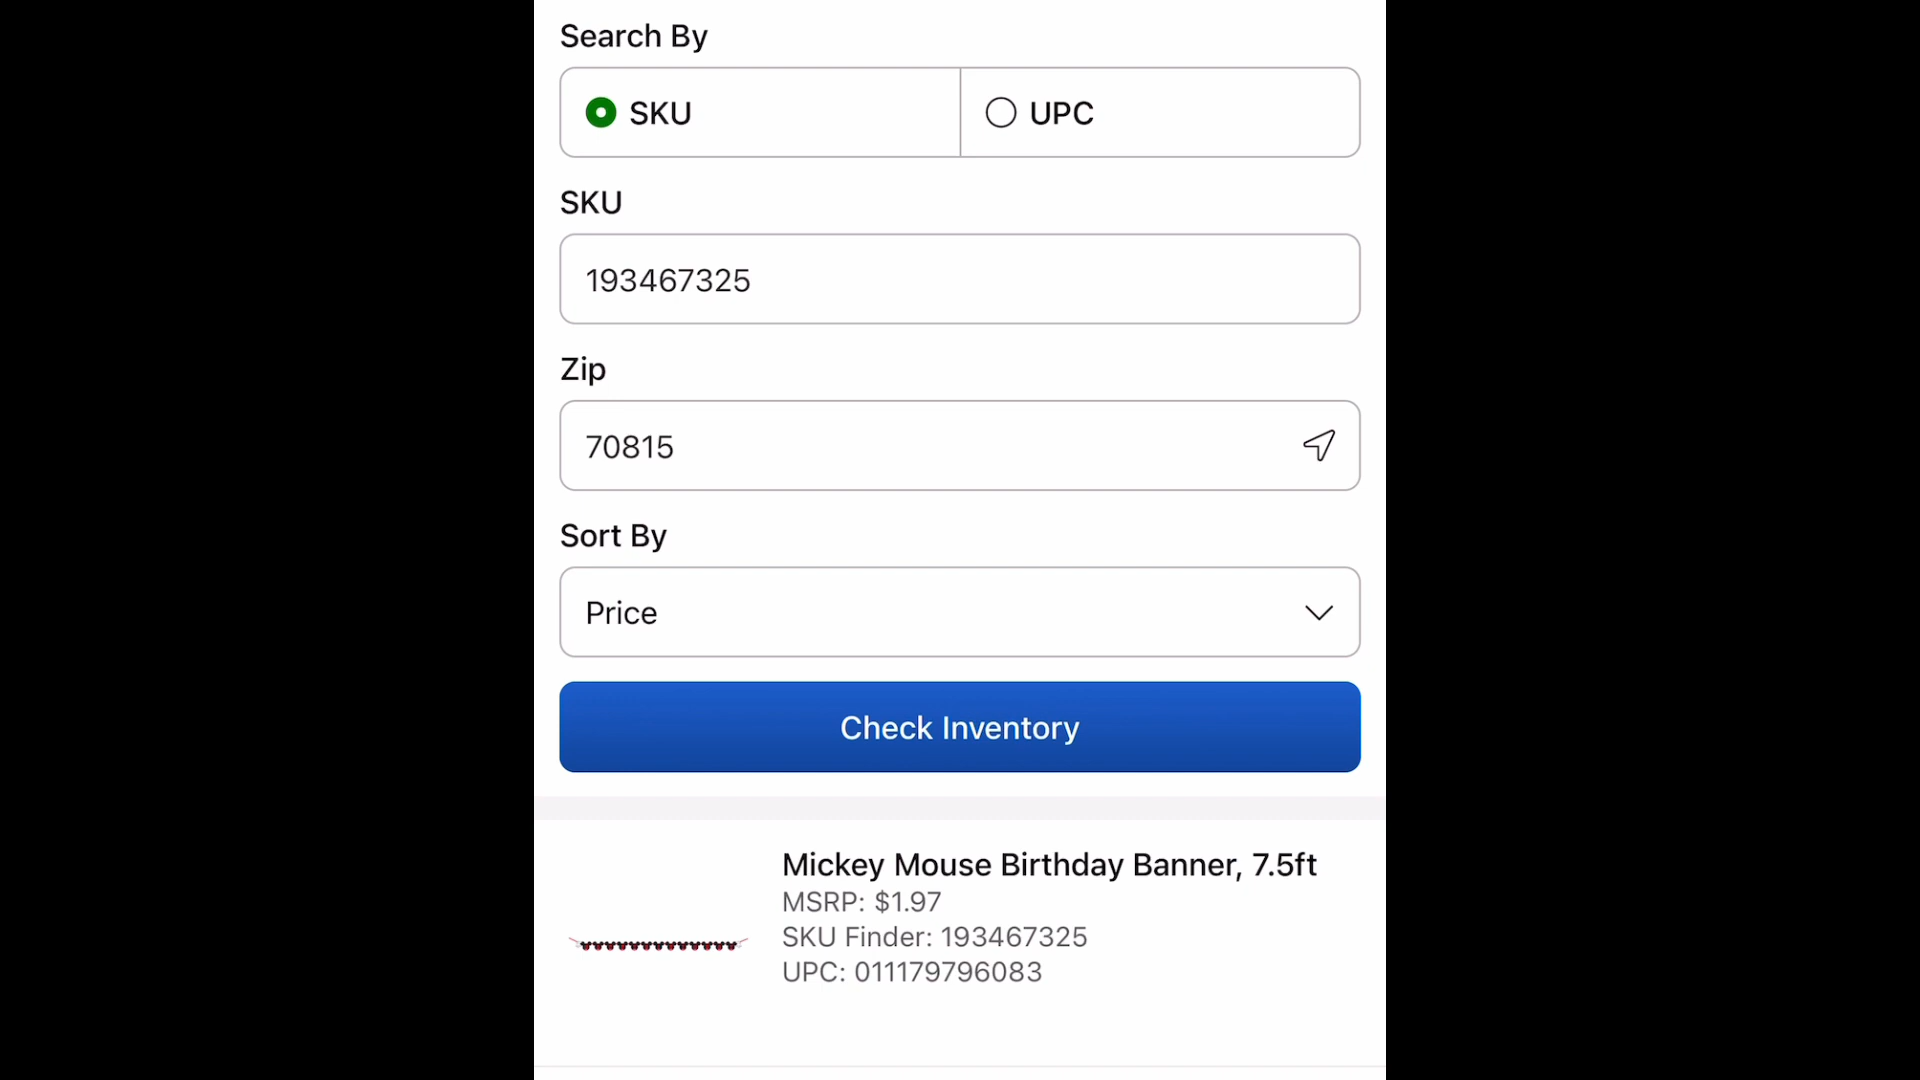 Search By
SKU
UPC
SKU
193467325
Zip
70815
Sort By
Price
Check Inventory
Mickey Mouse Birthday Banner, 7.5ft
MSRP: $1.97
SKU Finder: 193467325
UPC: 011179796083